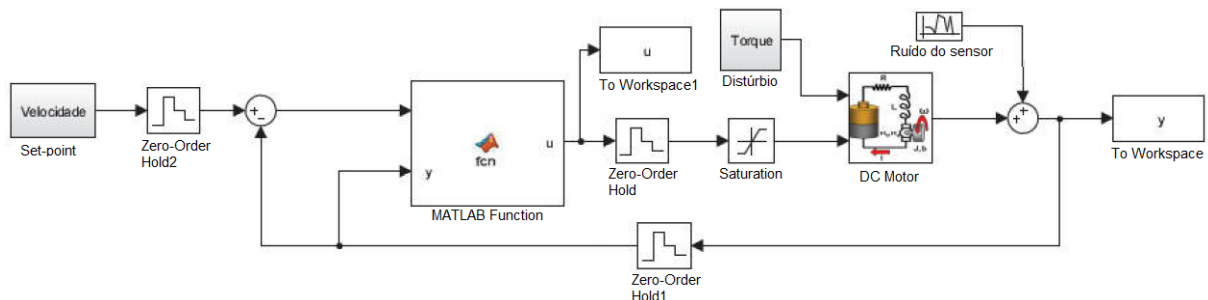 Velocidade
Set-point
Zero-Order
Hold2
+
−
y
fcn
u
MATLAB Function
u
To Workspace1
Zero-Order
Hold
Saturation
Torque
Distúrbio
R
L
J,b
DC Motor
Ruído do sensor
+
+
y
To Workspace
Zero-Order
Hold1